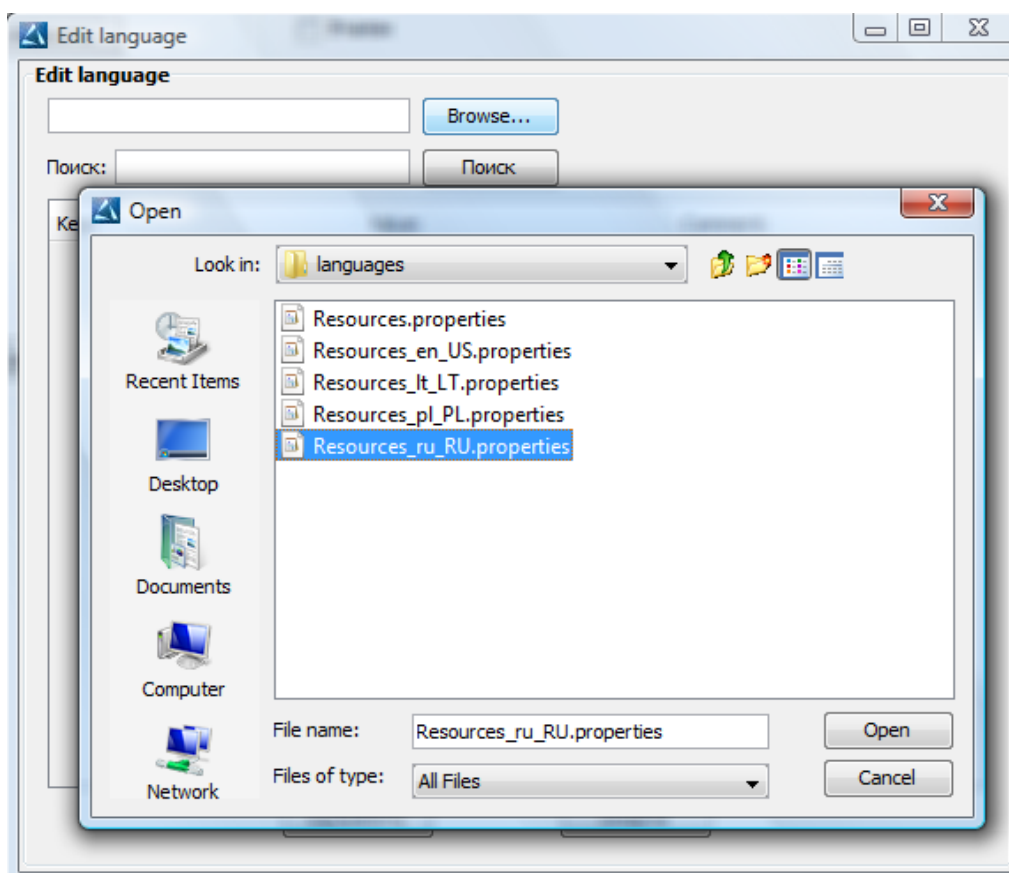 Edit language
Edit language
Browse...
Поиск:
Поиск
Ke
Open
Look in:
languages
Resources.properties
Resources_en_US.properties
Resources_lt_LT.properties
Resources_pl_PL.properties
Resources_ru_RU.properties
Recent Items
Desktop
Documents
Computer
Network
File name:
Resources_ru_RU.properties
Open
Files of type:
All Files
Cancel